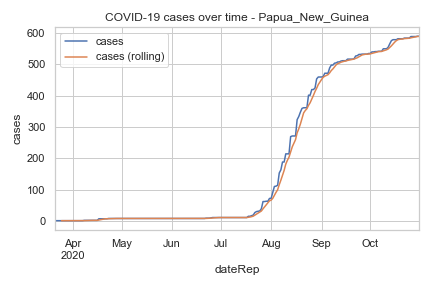 COVID-19 cases over time - Papua_New_Guinea
cases
cases (rolling)
600
500
400
300
200
100
0
cases
Apr May Jun Jul Aug Sep Oct
2020
dateRep